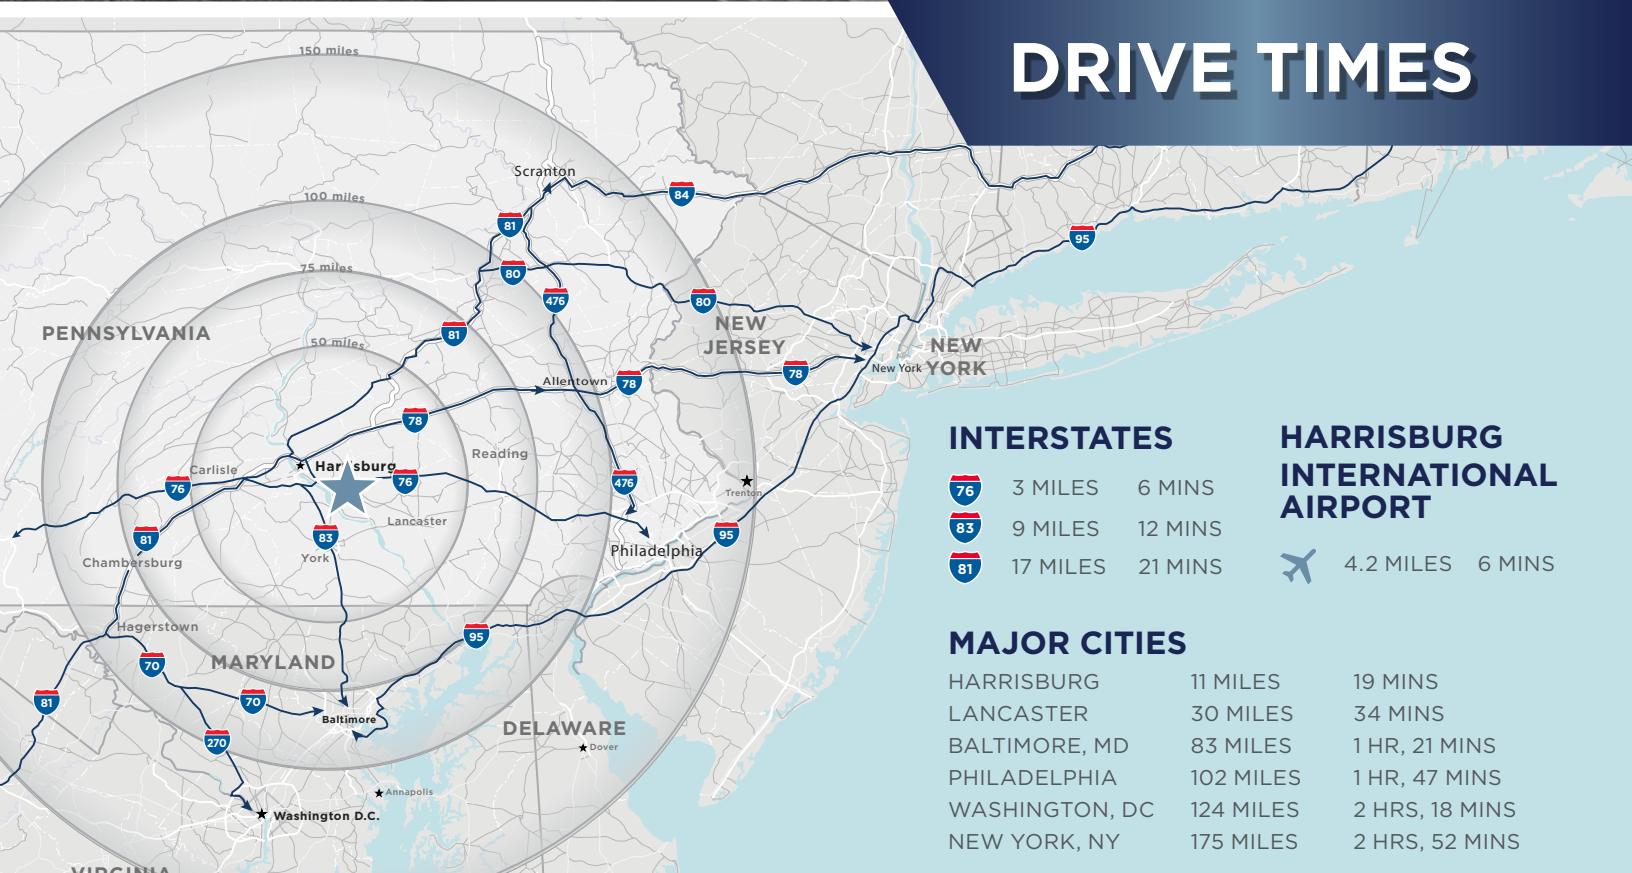 DRIVE TIMES
150 miles
100 miles
75 miles
50 miles
Scranton
84
81
95
80
476
80
PENNSYLVANIA
81
NEW
JERSEY
NEW
YORK
New York
Allentown
78
78
78
Reading
Carlisle
Harrisburg
76
76
476
Trenton
Lancaster
83
81
95
York
Philadelphia
Chambersburg
Hagerstown
95
MARYLAND
70
70
81
Baltimore
DELAWARE
270
Dover
Annapolis
Washington D.C.
VIRGINIA
INTERSTATES
76 3 MILES 6 MINS
83 9 MILES 12 MINS
81 17 MILES 21 MINS
HARRISBURG
INTERNATIONAL
AIRPORT
4.2 MILES 6 MINS
MAJOR CITIES
HARRISBURG 11 MILES 19 MINS
LANCASTER 30 MILES 34 MINS
BALTIMORE, MD 83 MILES 1 HR, 21 MINS
PHILADELPHIA 102 MILES 1 HR, 47 MINS
WASHINGTON, DC 124 MILES 2 HRS, 18 MINS
NEW YORK, NY 175 MILES 2 HRS, 52 MINS